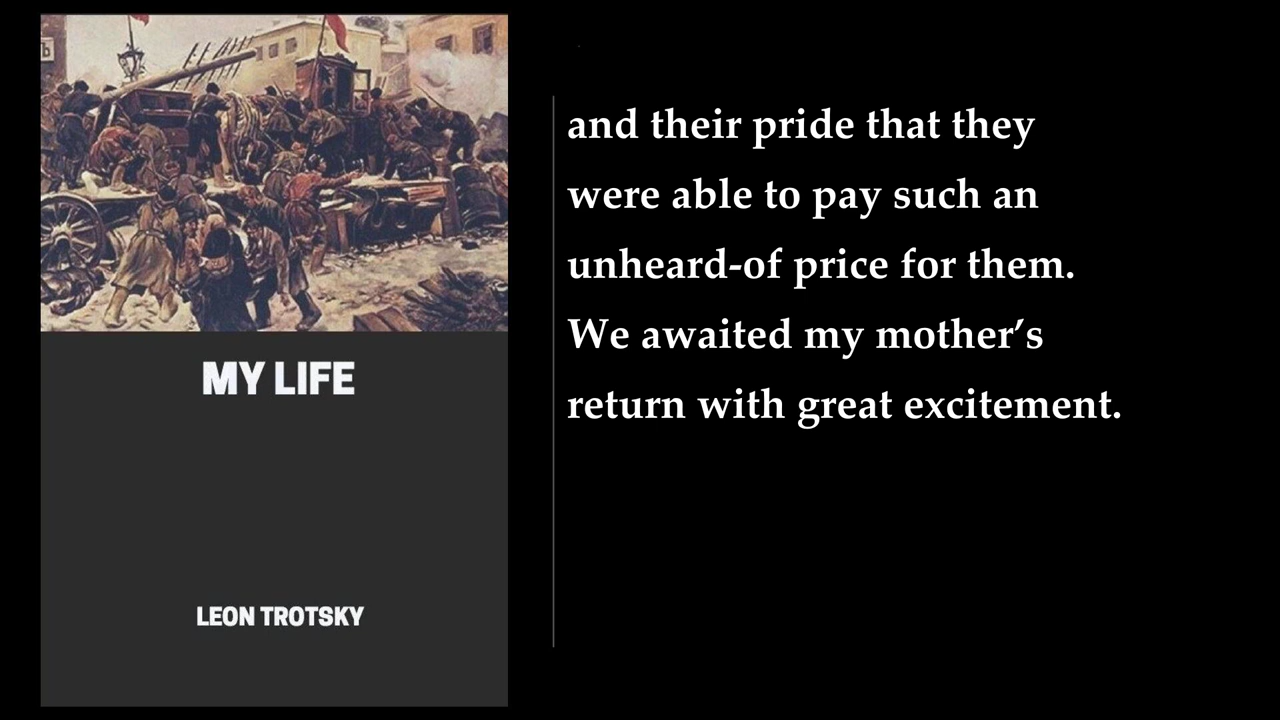 MY LIFE
LEON TROTSKY
and their pride that they
were able to pay such an
unheard-of price for them.
We awaited my mother’s
return with great excitement.